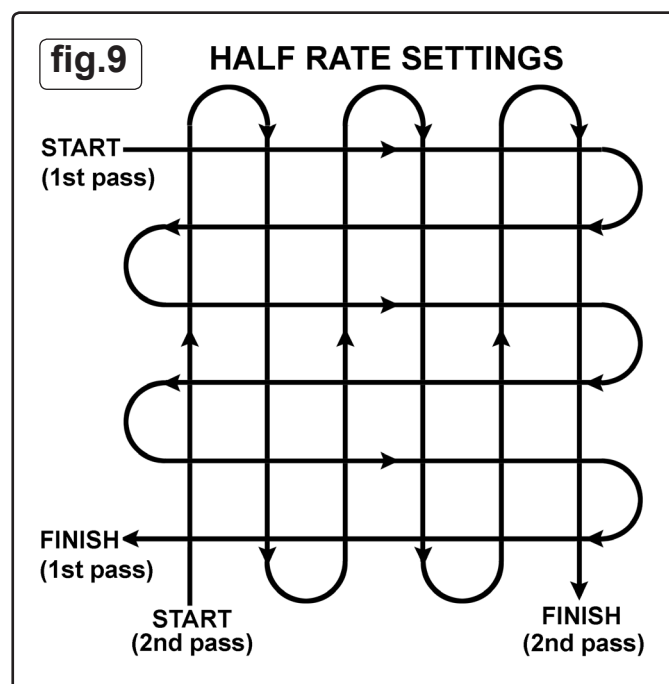 fig.9
HALF RATE SETTINGS
START
(1st pass)
FINISH
(1st pass)
START
(2nd pass)
FINISH
(2nd pass)